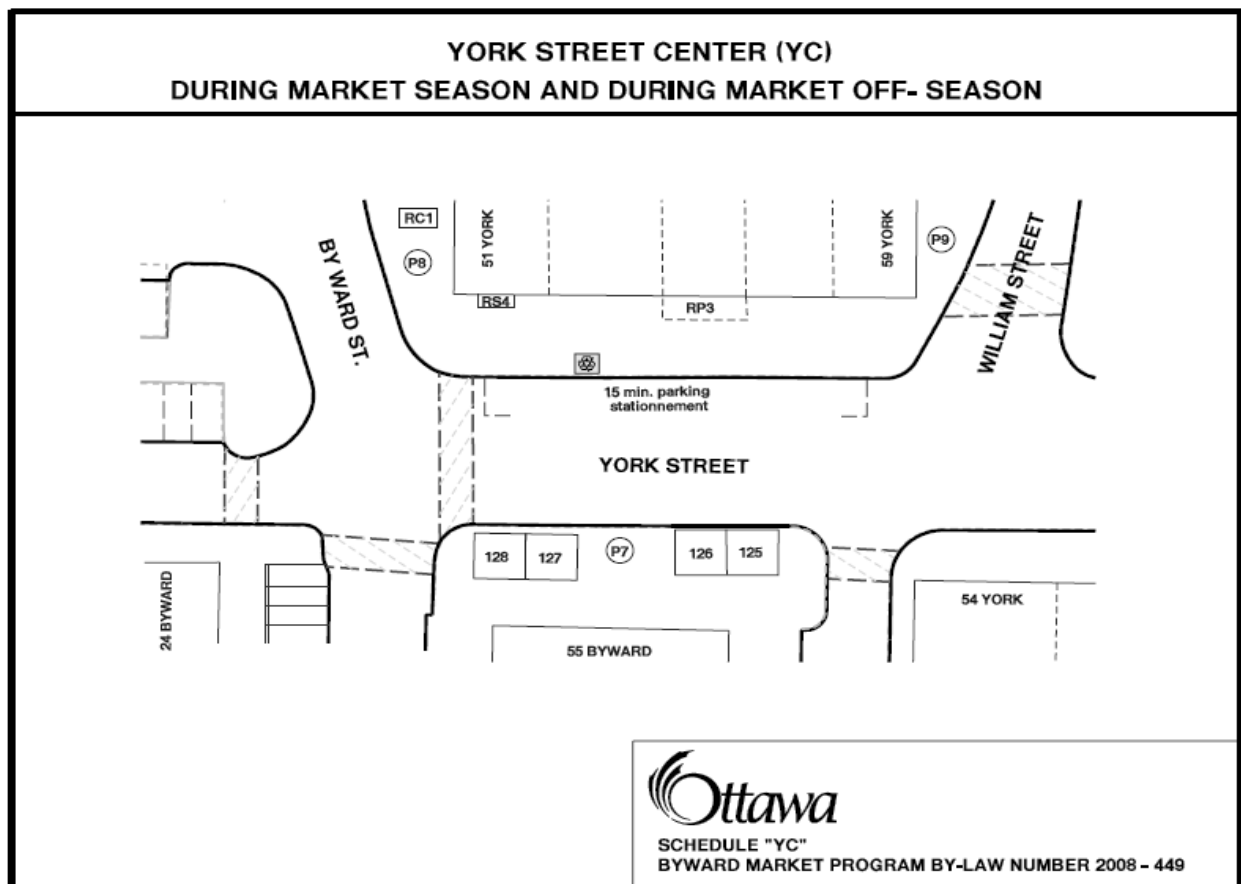 YORK STREET CENTER (YC)
DURING MARKET SEASON AND DURING MARKET OFF- SEASON
RC1
51 YORK
59 YORK
P9
BY WARD ST.
P8
WILLIAM STREET
RS4
RP3
15 min. parking
stationnement
YORK STREET
128
127
P7
126
125
24 BYWARD
54 YORK
55 BYWARD
Ottawa
SCHEDULE "YC"
BYWARD MARKET PROGRAM BY-LAW NUMBER 2008 - 449